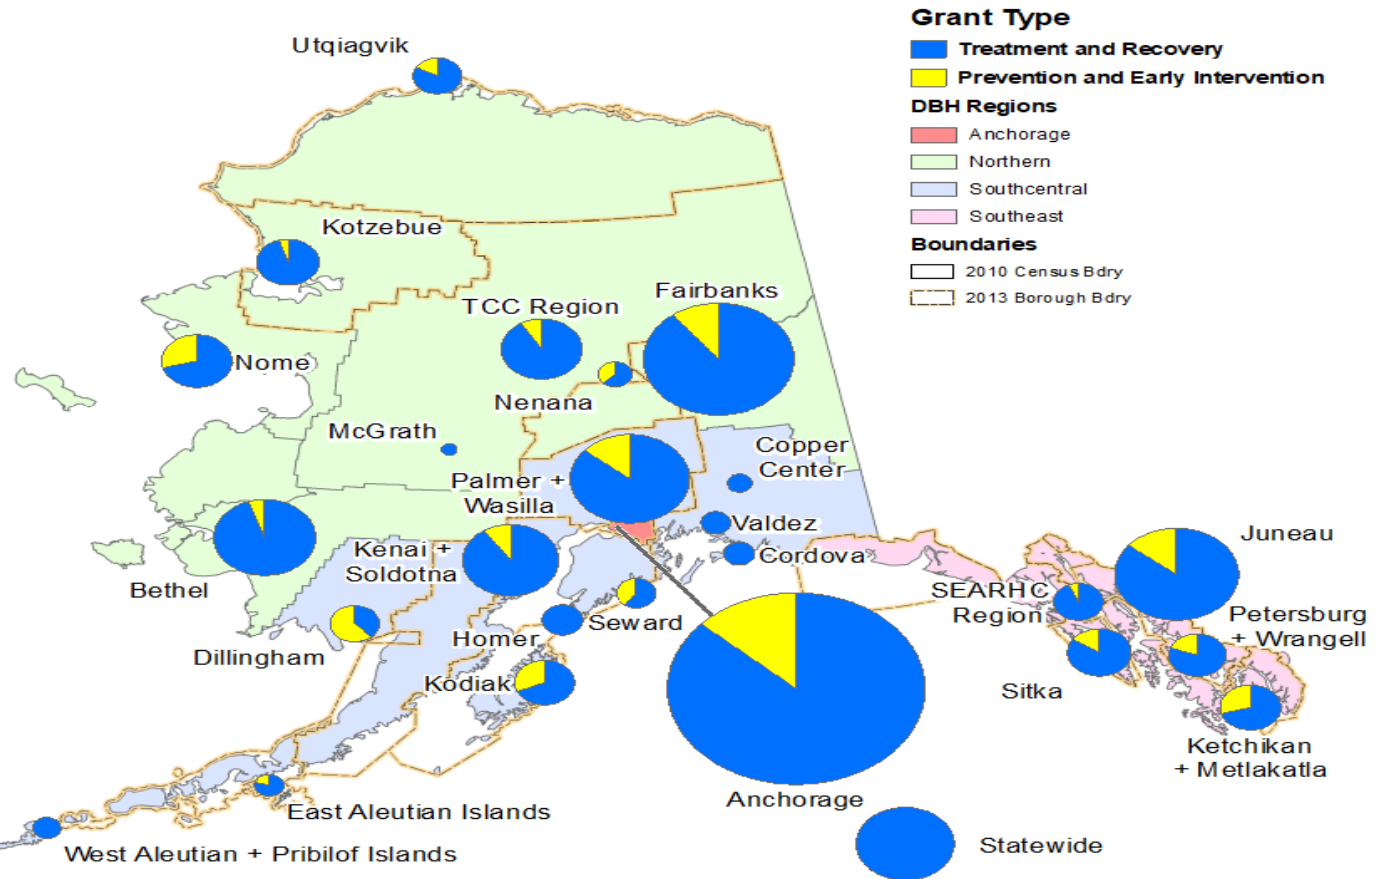 Grant Type
Treatment and Recovery
Prevention and Early Intervention
DBH Regions
Anchorage
Northern
Southcentral
Southeast
Boundaries
2010 Census Bdry
2013 Borough Bdry
Utqiagvik
Kotzebue
TCC Region
Fairbanks
Nome
Nenana
McGrath
Copper
Center
Palmer +
Wasilla
Valdez
Cordova
Kenai +
Soldotna
Bethel
Juneau
SEARHC
Region
Petersburg
+ Wrangell
Seward
Homer
Dillingham
Kodiak
Sitka
Ketchikan
+ Metlakatla
Anchorage
East Aleutian Islands
Statewide
West Aleutian + Pribilof Islands